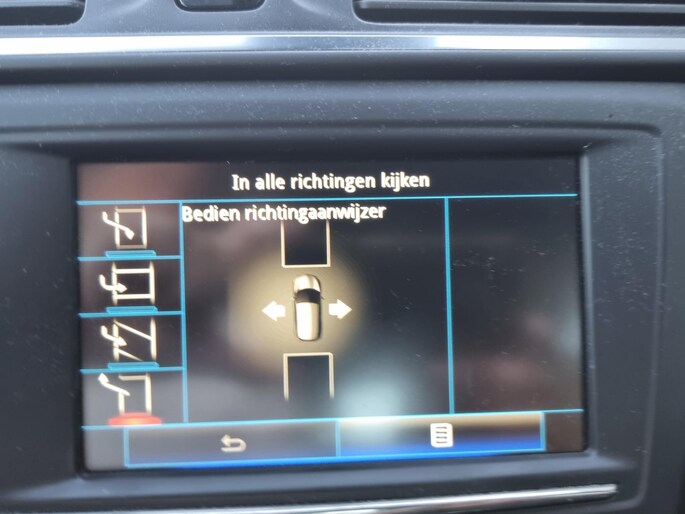 In alle richtingen kijken
Bedien richtingaanwijzer